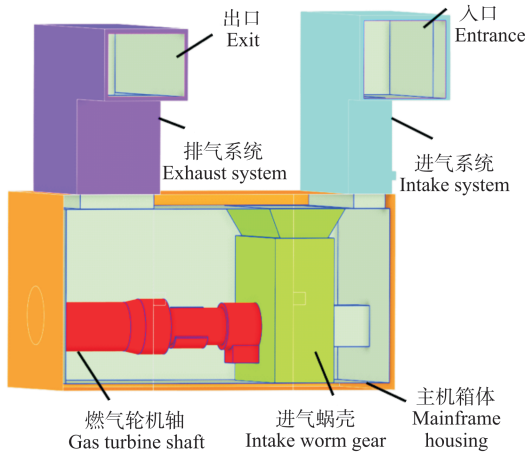 出口
Exit
入口
Entrance
排气系统
Exhaust system
进气系统
Intake system
燃气轮机轴
Gas turbine shaft
进气蜗壳
Intake worm gear
主机箱体
Mainframe
housing